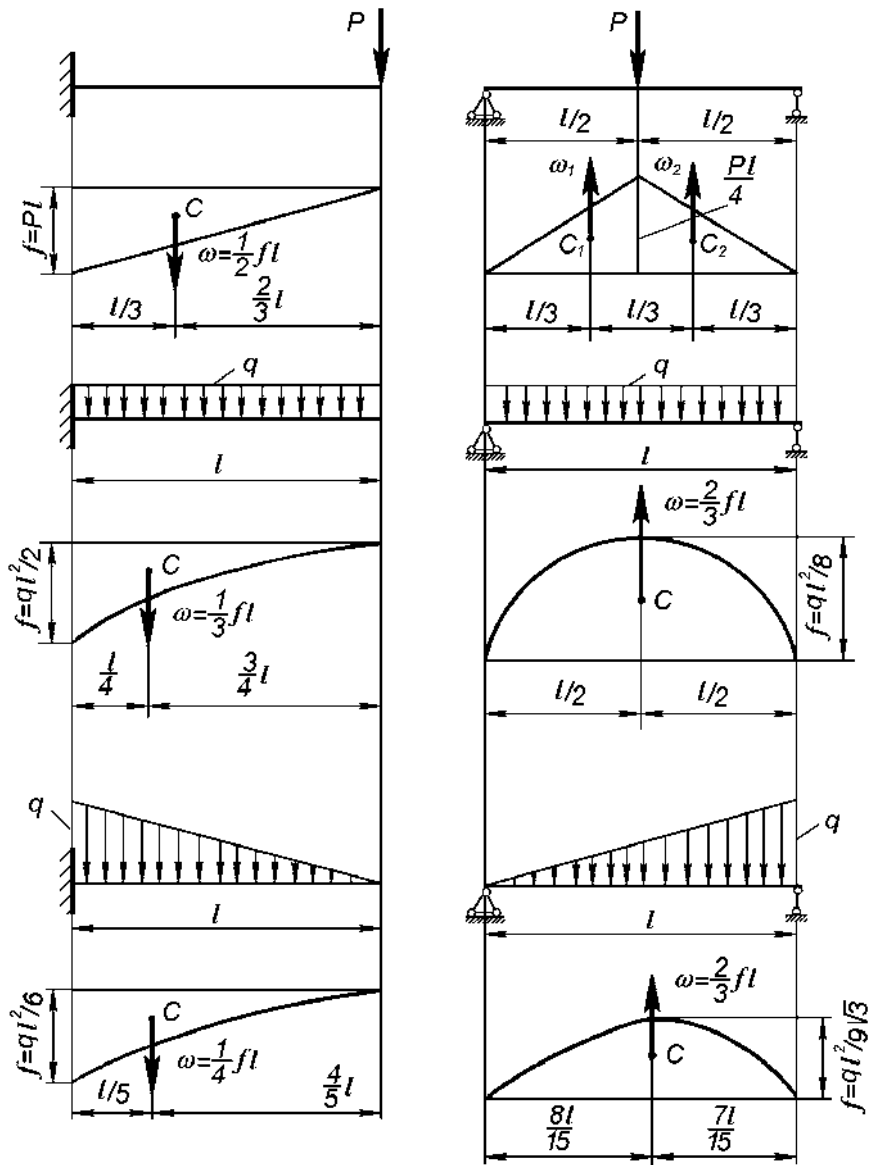 P
f=Pl
C
ω=1/2 fl
l/3
2/3 l
q
l
f=ql²/2
C
ω=1/3 fl
l/4
3/4 l
q
l
f=ql²/6
C
ω=1/4 fl
l/5
4/5 l
P
l/2
l/2
ω₁
ω₂
Pl/4
C₁
C₂
l/3
l/3
l/3
q
l
ω=2/3 fl
C
f=ql²/8
l/2
l/2
q
l
ω=2/3 fl
C
f=ql²/9√3
8l/15
7l/15